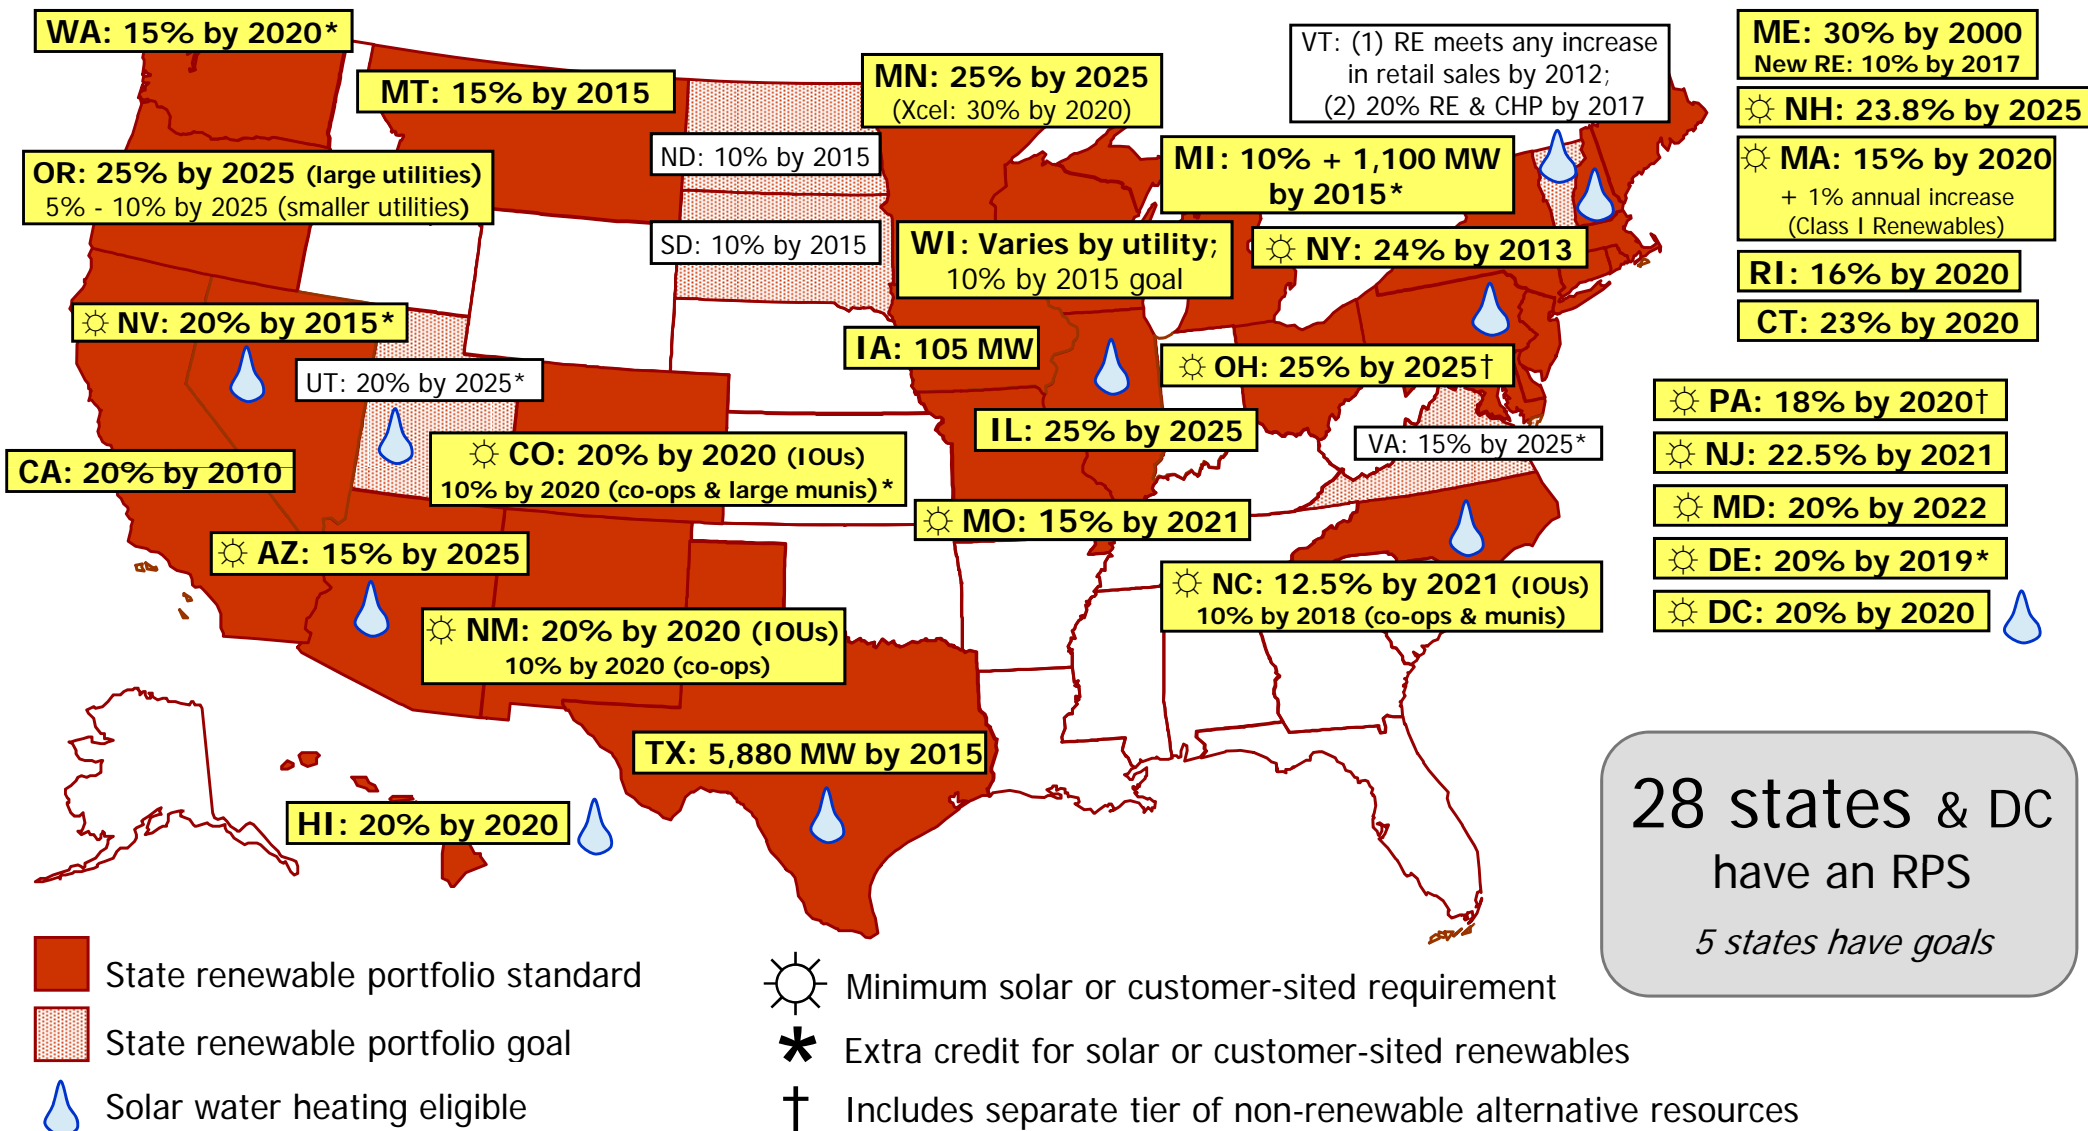 WA: 15% by 2020*
MT: 15% by 2015
MN: 25% by 2025
(Xcel: 30% by 2020)
VT: (1) RE meets any increase
in retail sales by 2012;
(2) 20% RE & CHP by 2017
ME: 30% by 2000
New RE: 10% by 2017
☼ NH: 23.8% by 2025
☼ MA: 15% by 2020
+ 1% annual increase
(Class I Renewables)
RI: 16% by 2020
CT: 23% by 2020
OR: 25% by 2025 (large utilities)
5% - 10% by 2025 (smaller utilities)
ND: 10% by 2015
SD: 10% by 2015
MI: 10% + 1,100 MW
by 2015*
WI: Varies by utility;
10% by 2015 goal
☼ NY: 24% by 2013
☼ NV: 20% by 2015*
UT: 20% by 2025*
IA: 105 MW
☼ OH: 25% by 2025†
IL: 25% by 2025
VA: 15% by 2025*
CA: 20% by 2010
☼ CO: 20% by 2020 (IOUs)
10% by 2020 (co-ops & large munis)*
☼ MO: 15% by 2021
☼ AZ: 15% by 2025
☼ NC: 12.5% by 2021 (IOUs)
10% by 2018 (co-ops & munis)
☼ NM: 20% by 2020 (IOUs)
10% by 2020 (co-ops)
☼ PA: 18% by 2020†
☼ NJ: 22.5% by 2021
☼ MD: 20% by 2022
☼ DE: 20% by 2019*
☼ DC: 20% by 2020
TX: 5,880 MW by 2015
HI: 20% by 2020
28 states & DC
have an RPS
5 states have goals
State renewable portfolio standard
State renewable portfolio goal
Solar water heating eligible
☼ Minimum solar or customer-sited requirement
* Extra credit for solar or customer-sited renewables
† Includes separate tier of non-renewable alternative resources